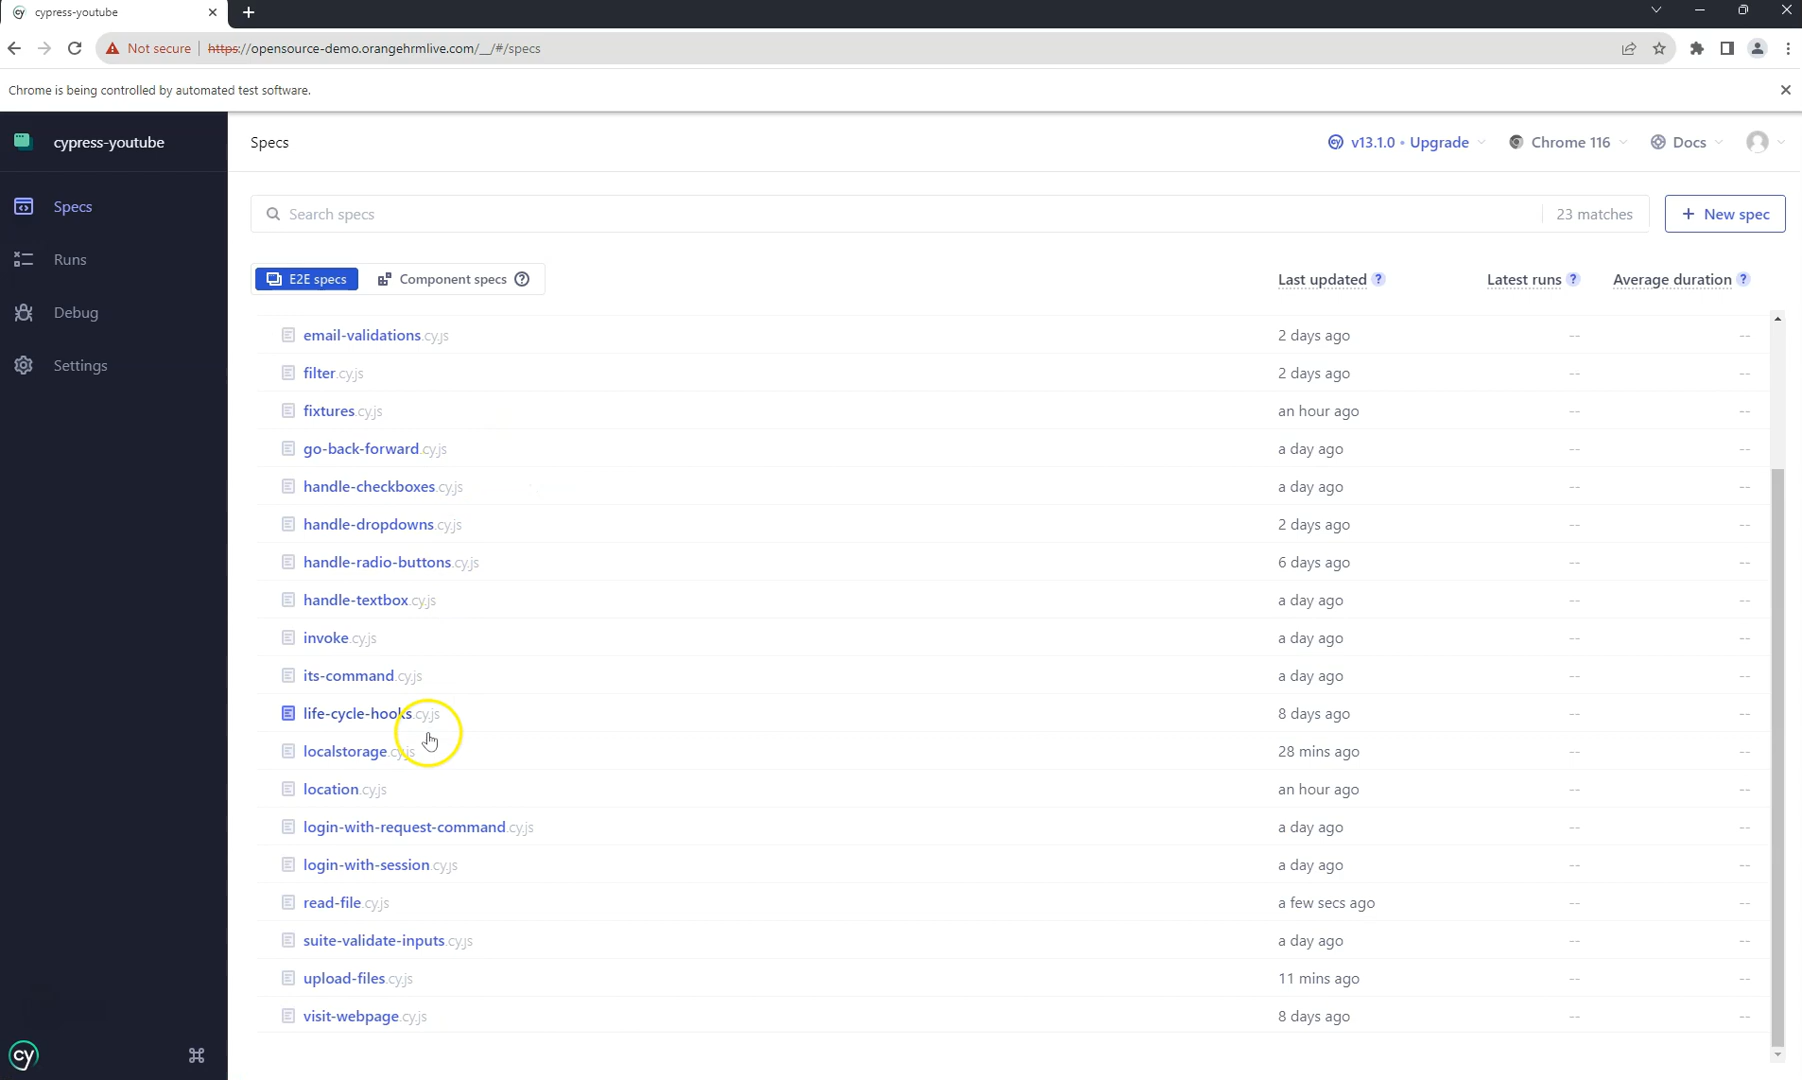 cypress-youtube
Not secure https://opensource-demo.orangehrmlive.com/__/#/specs
Chrome is being controlled by automated test software.
cypress-youtube
Specs
v13.1.0 • Upgrade
Chrome 116
Docs
Specs
Runs
Debug
Settings
Search specs
23 matches
+ New spec
E2E specs
Component specs ?
Last updated ?
Latest runs ?
Average duration ?
email-validations.cy.js 2 days ago -- --
filter.cy.js 2 days ago -- --
fixtures.cy.js an hour ago -- --
go-back-forward.cy.js a day ago -- --
handle-checkboxes.cy.js a day ago -- --
handle-dropdowns.cy.js 2 days ago -- --
handle-radio-buttons.cy.js 6 days ago -- --
handle-textbox.cy.js a day ago -- --
invoke.cy.js a day ago -- --
its-command.cy.js a day ago -- --
life-cycle-hooks.cy.js 8 days ago -- --
localstorage.cy.js 28 mins ago -- --
location.cy.js an hour ago -- --
login-with-request-command.cy.js a day ago -- --
login-with-session.cy.js a day ago -- --
read-file.cy.js a few secs ago -- --
suite-validate-inputs.cy.js a day ago -- --
upload-files.cy.js 11 mins ago -- --
visit-webpage.cy.js 8 days ago -- --
cy